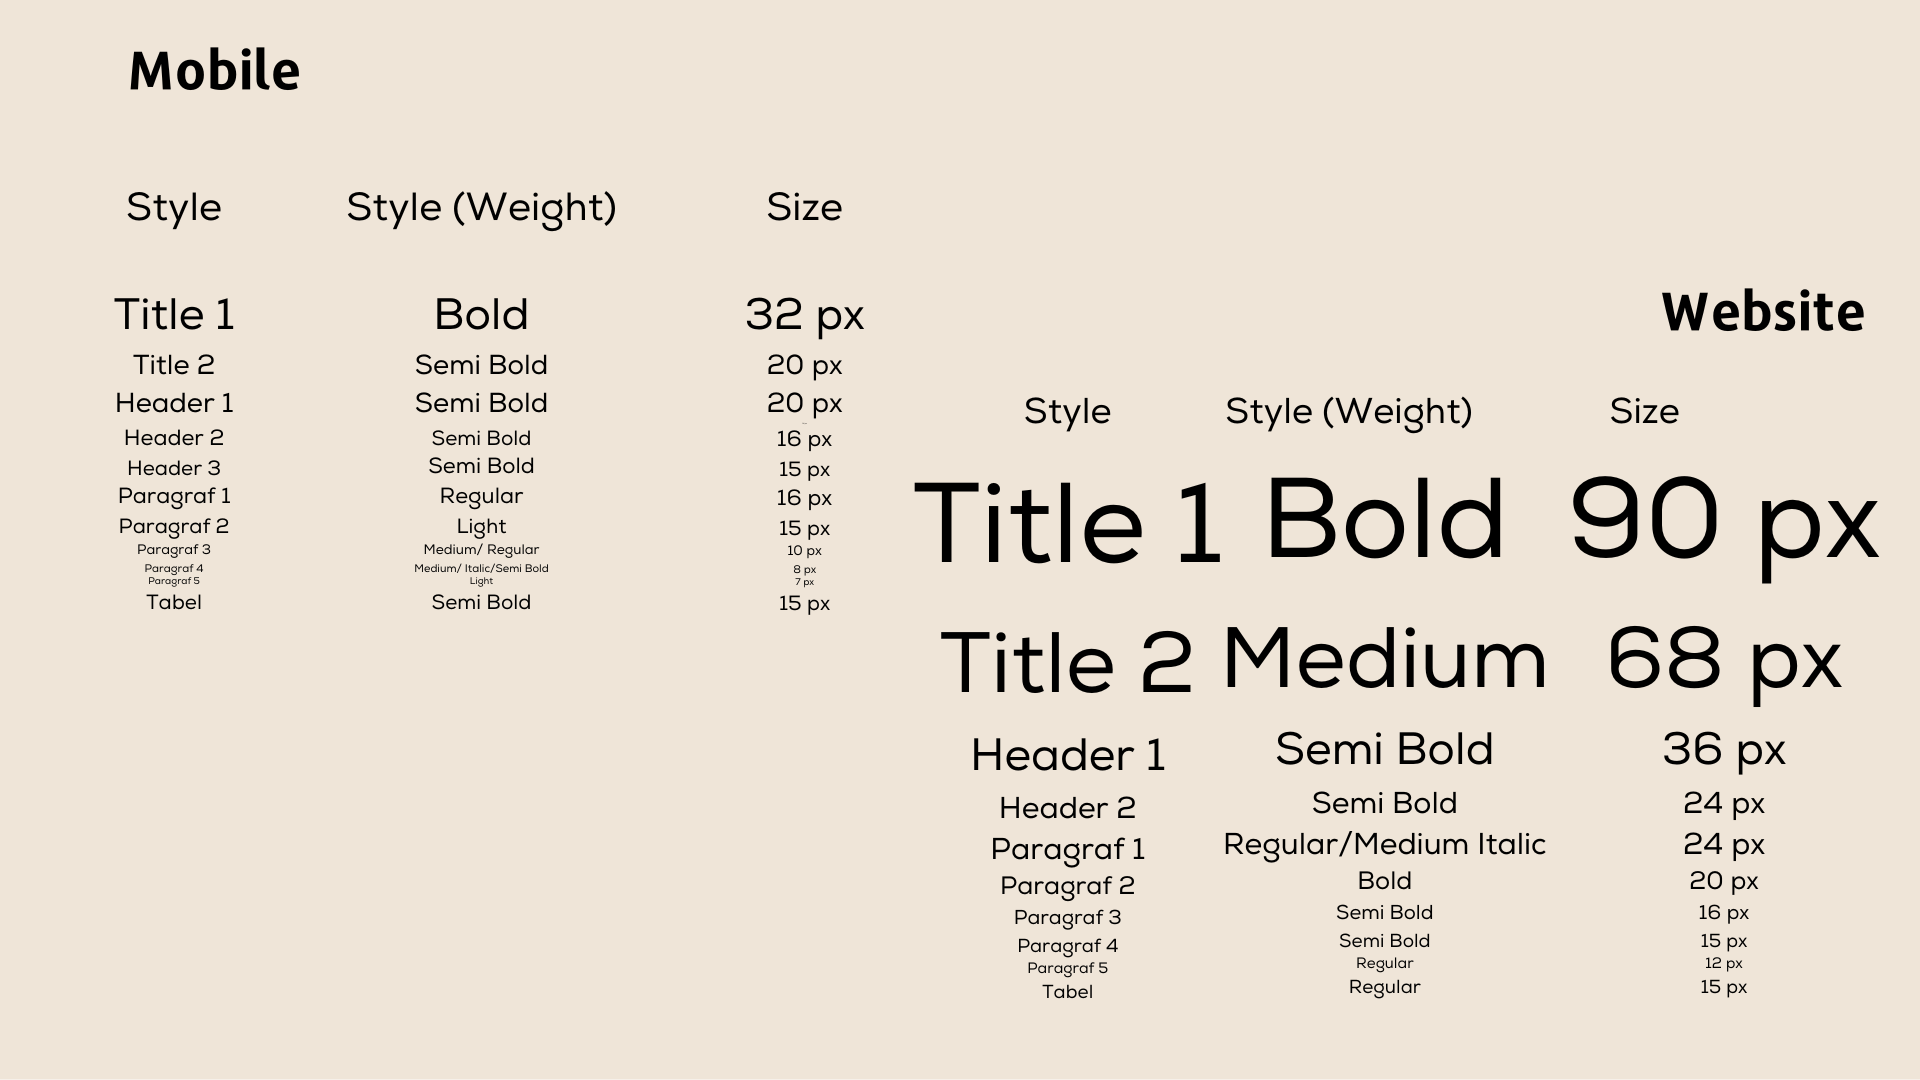 Mobile
Style Style (Weight) Size
Title 1 Bold 32 px
Title 2 Semi Bold 20 px
Header 1 Semi Bold 20 px
Header 2 Semi Bold 16 px
Header 3 Semi Bold 15 px
Paragraf 1 Regular 16 px
Paragraf 2 Light 15 px
Paragraf 3 Medium/ Regular 10 px
Paragraf 4 Medium/ Italic/Semi Bold 8 px
Paragraf 5 Light 7 px
Tabel Semi Bold 15 px
Website
Style Style (Weight) Size
Title 1 Bold 90 px
Title 2 Medium 68 px
Header 1 Semi Bold 36 px
Header 2 Semi Bold 24 px
Paragraf 1 Regular/Medium Italic 24 px
Paragraf 2 Bold 20 px
Paragraf 3 Semi Bold 16 px
Paragraf 4 Semi Bold 15 px
Paragraf 5 Regular 12 px
Tabel Regular 15 px